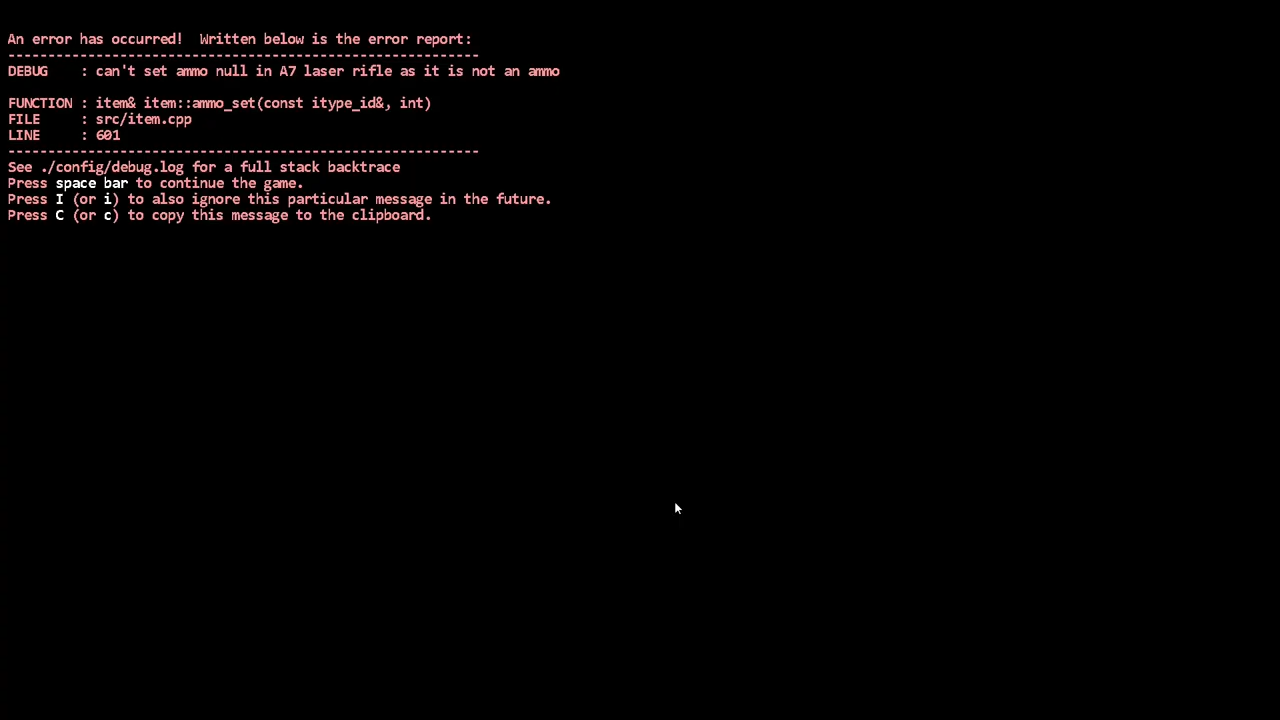 An error has occurred!  Written below is the error report:
-----------------------------------------------------------
DEBUG    : can't set ammo null in A7 laser rifle as it is not an ammo
FUNCTION : item& item::ammo_set(const itype_id&, int)
FILE     : src/item.cpp
LINE     : 601
-----------------------------------------------------------
See ./config/debug.log for a full stack backtrace
Press space bar to continue the game.
Press I (or i) to also ignore this particular message in the future.
Press C (or c) to copy this message to the clipboard.